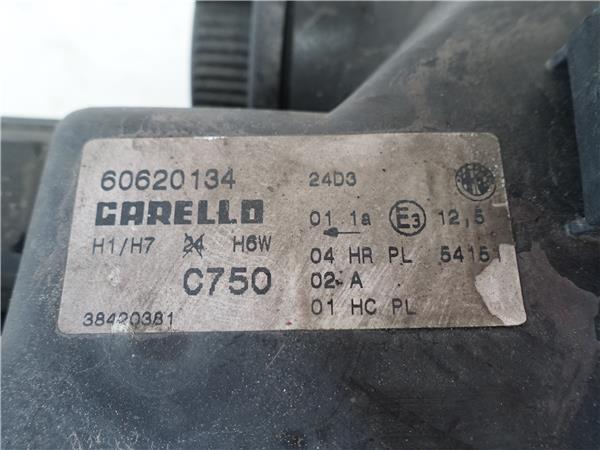 60620134 24D3
CARELLO 01 1a E3 12,5
H1/H7 24 H6W 04 HR PL 54151
C750 02 A
38420381 01 HC PL